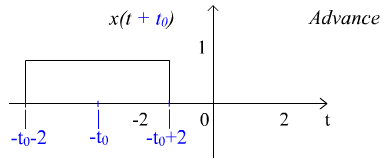 x(t + t₀) Advance
1
-2 0 2 t
-t₀-2 -t₀ -t₀+2